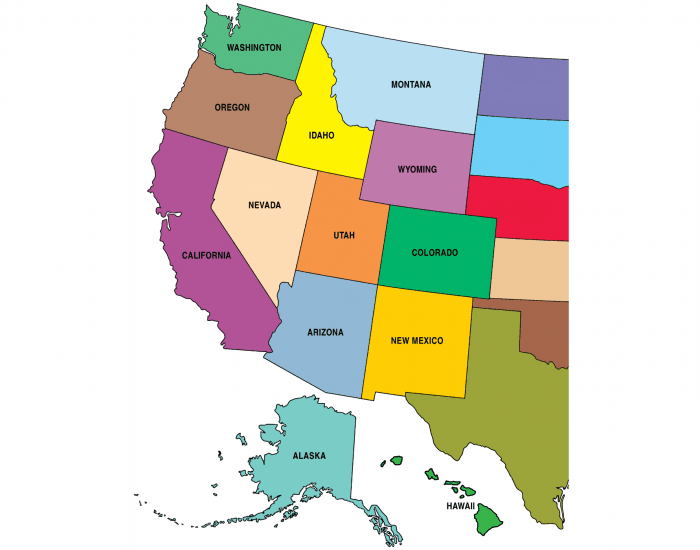 WASHINGTON
MONTANA
OREGON
IDAHO
WYOMING
NEVADA
UTAH
COLORADO
CALIFORNIA
ARIZONA
NEW MEXICO
ALASKA
HAWAII